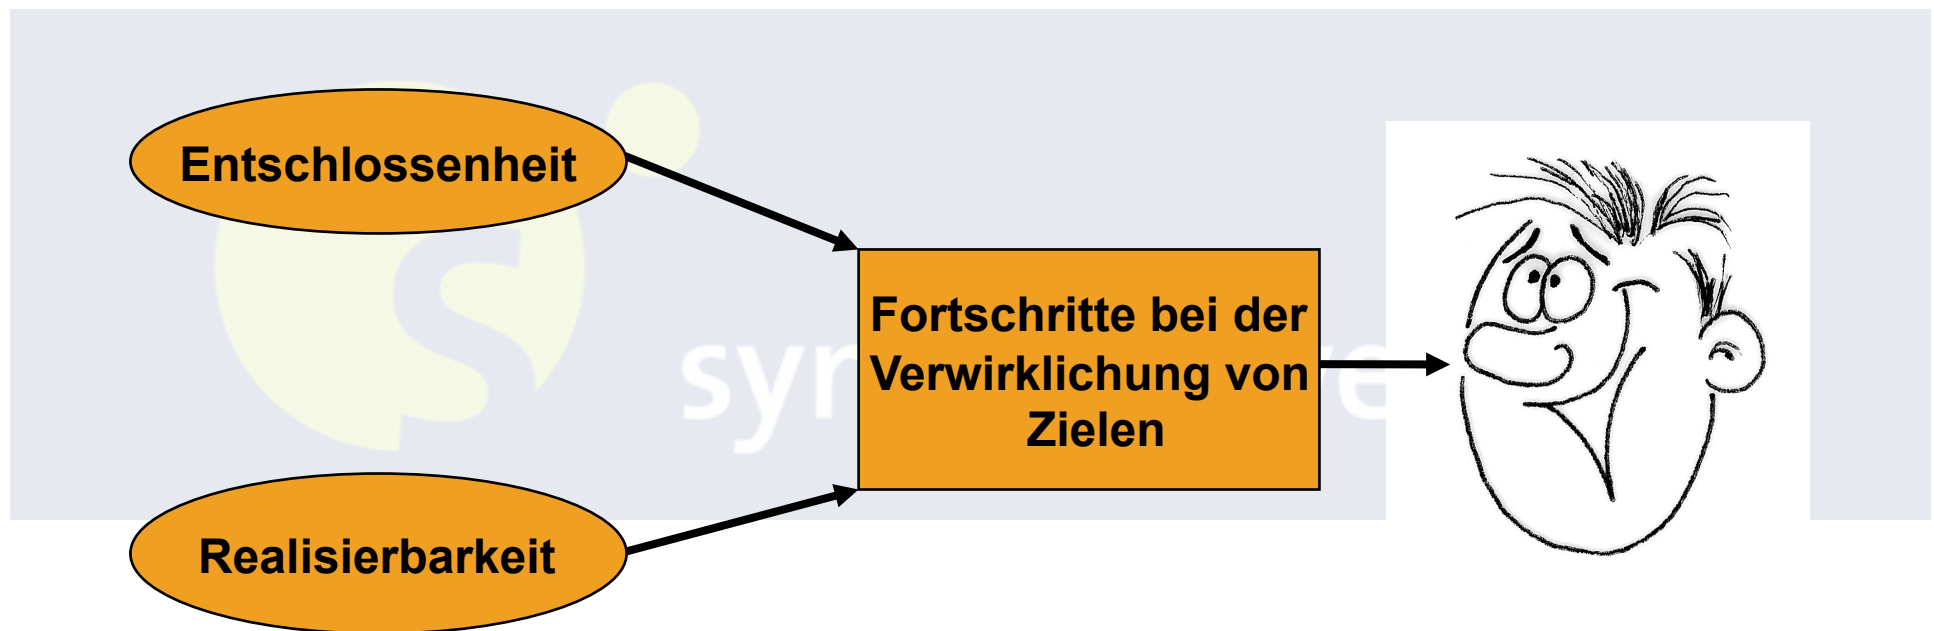 Entschlossenheit
Fortschritte bei der
Verwirklichung von
Zielen
Realisierbarkeit